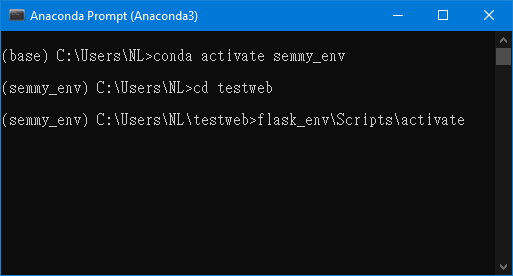 Anaconda Prompt (Anaconda3)
(base) C:\Users\NL>conda activate semmy_env
(semmy_env) C:\Users\NL>cd testweb
(semmy_env) C:\Users\NL\testweb>flask_env\Scripts\activate